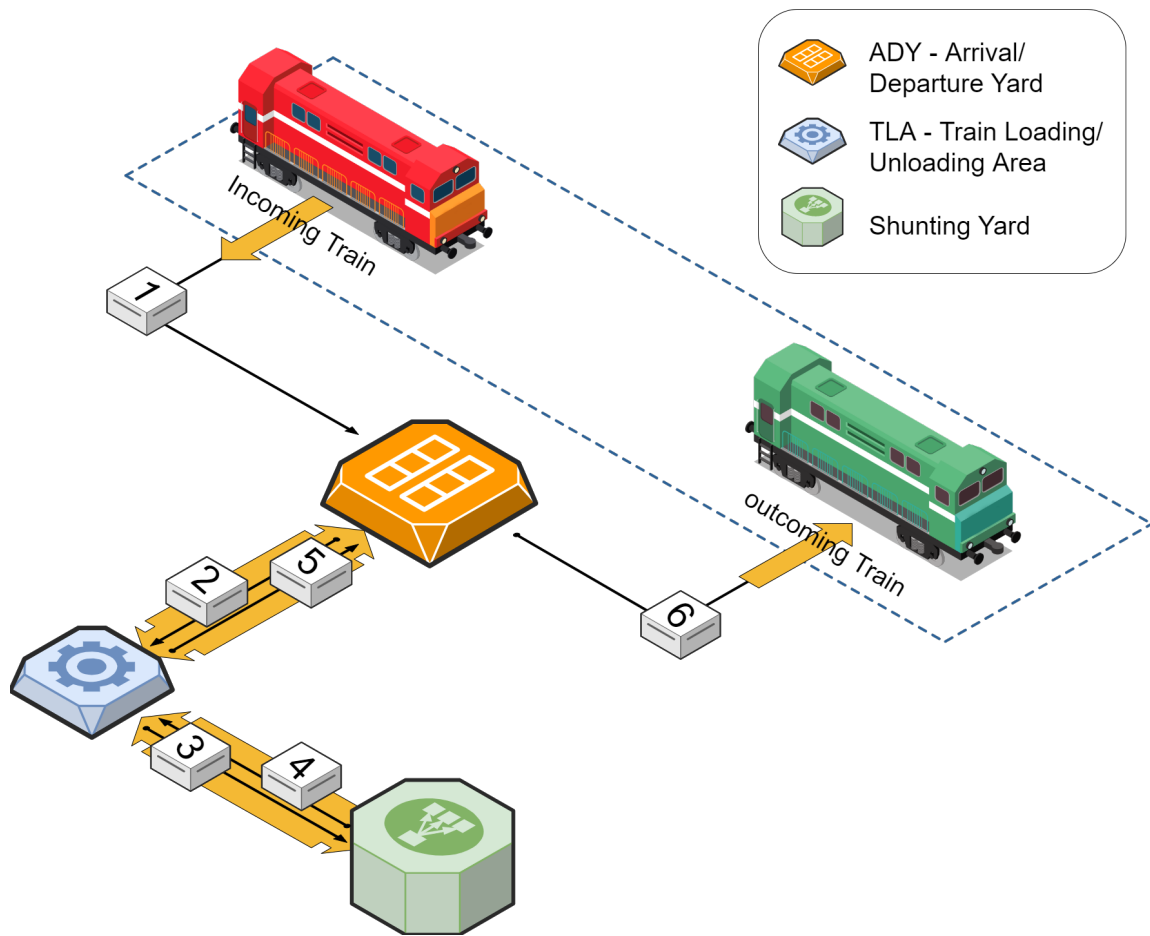 ADY - Arrival/
Departure Yard
TLA - Train Loading/
Unloading Area
Shunting Yard
Incoming Train
1
outcoming Train
2
5
6
3
4